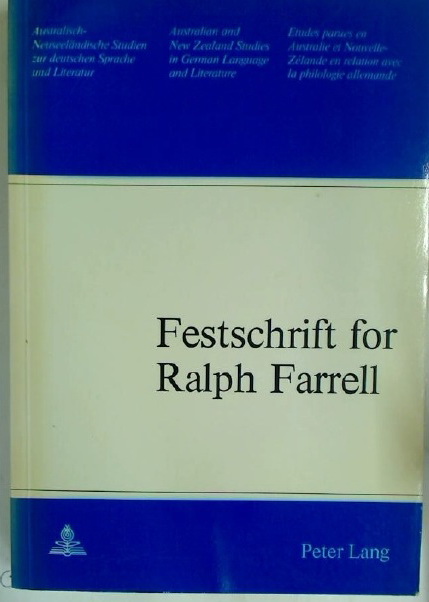 Australisch-
Neuseeländische Studien
zur deutschen Sprache
und Literatur
Australian and
New Zealand Studies
in German Language
and Literature
Etudes parues en
Australie et Nouvelle-
Zélande en relation avec
la philologie allemande
Festschrift for
Ralph Farrell
Peter Lang